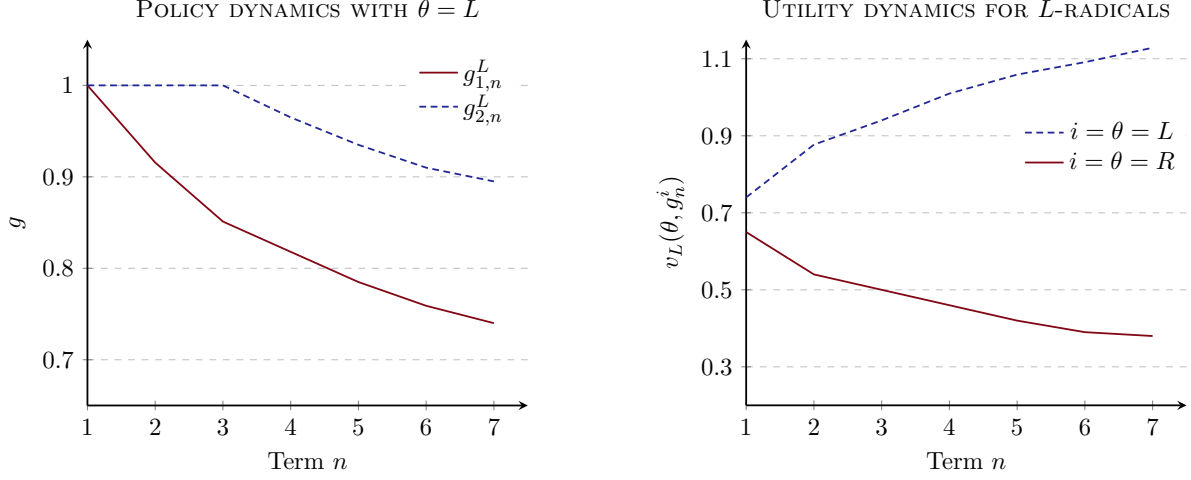 Policy dynamics with θ = L
g
1
0.9
0.8
0.7
1 2 3 4 5 6 7
Term n
g^L_{1,n}
g^L_{2,n}
Utility dynamics for L-radicals
v_L(θ, g^i_n)
1.1
0.9
0.7
0.5
0.3
1 2 3 4 5 6 7
Term n
i = θ = L
i = θ = R